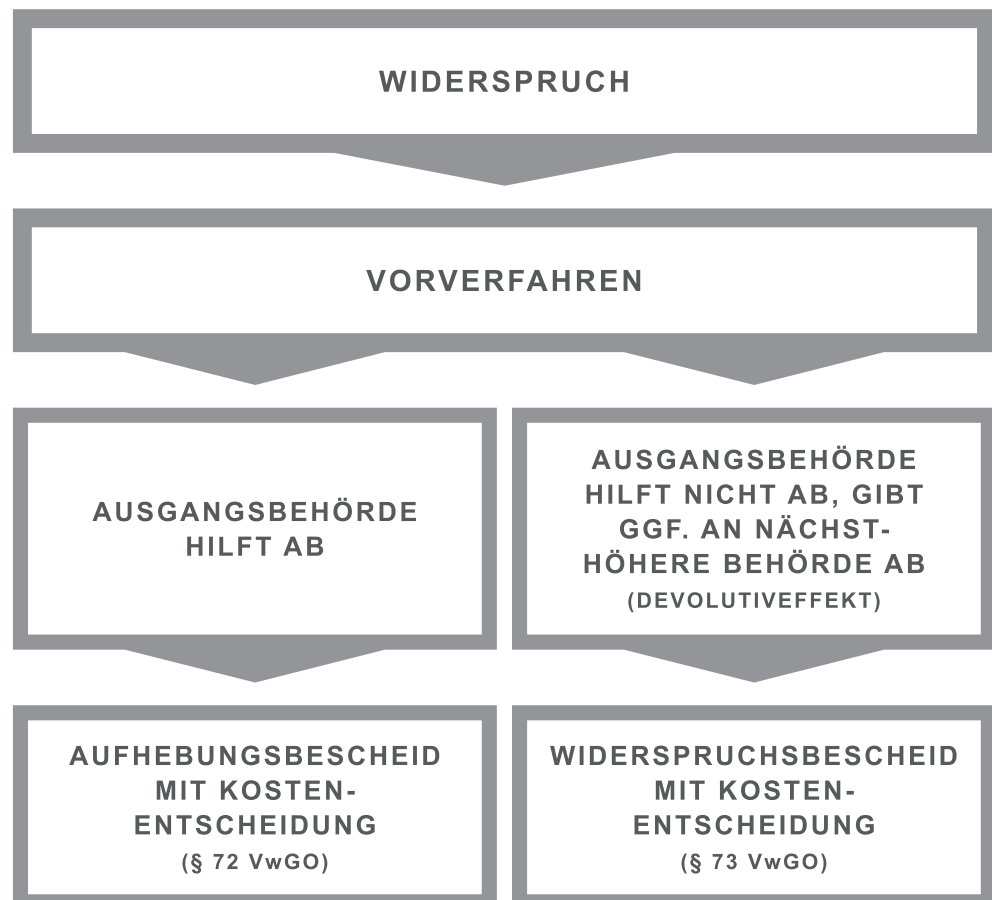 WIDERSPRUCH
VORVERFAHREN
AUSGANGSBEHÖRDE
HILFT AB
AUSGANGSBEHÖRDE
HILFT NICHT AB, GIBT
GGF. AN NÄCHST-
HÖHERE BEHÖRDE AB
(DEVOLUTIVEFFEKT)
AUFHEBUNGSBESCHEID
MIT KOSTEN-
ENTSCHEIDUNG
(§ 72 VwGO)
WIDERSPRUCHSBESCHEID
MIT KOSTEN-
ENTSCHEIDUNG
(§ 73 VwGO)